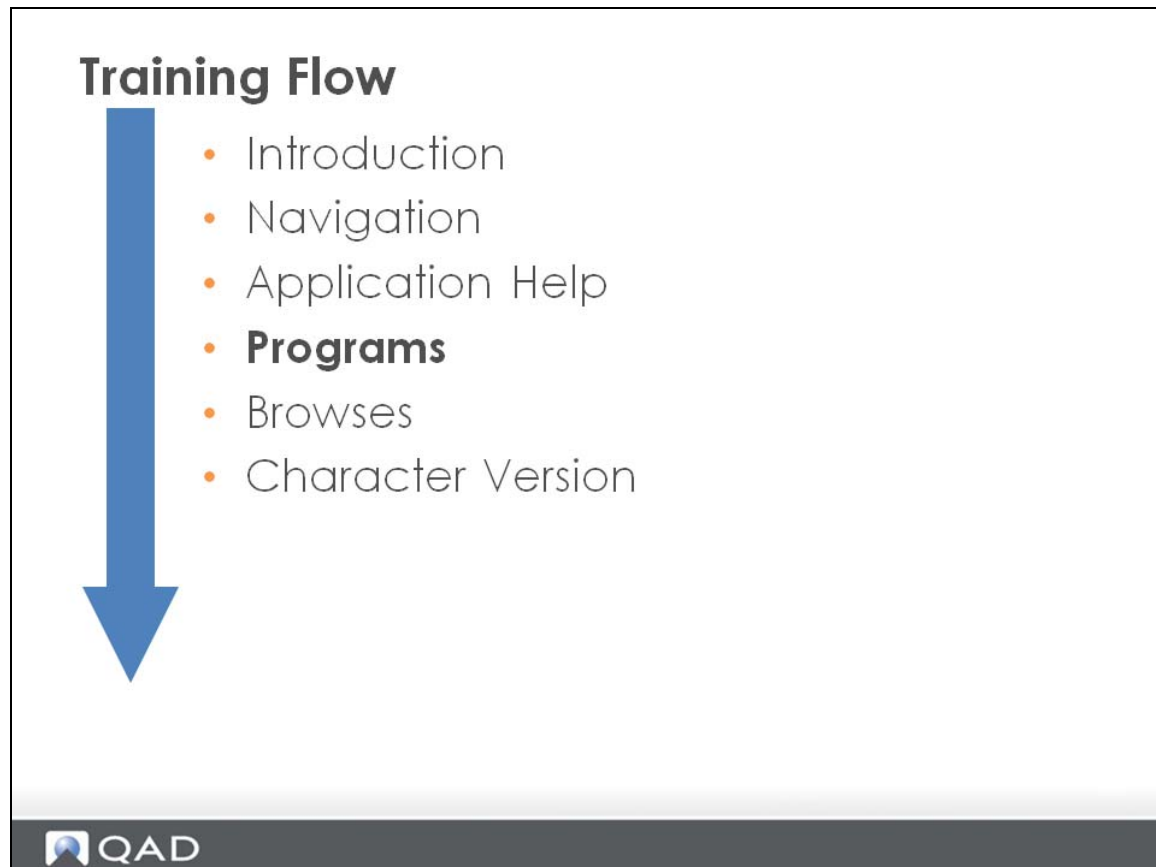 Training Flow
• Introduction
• Navigation
• Application Help
• Programs
• Browses
• Character Version
QAD